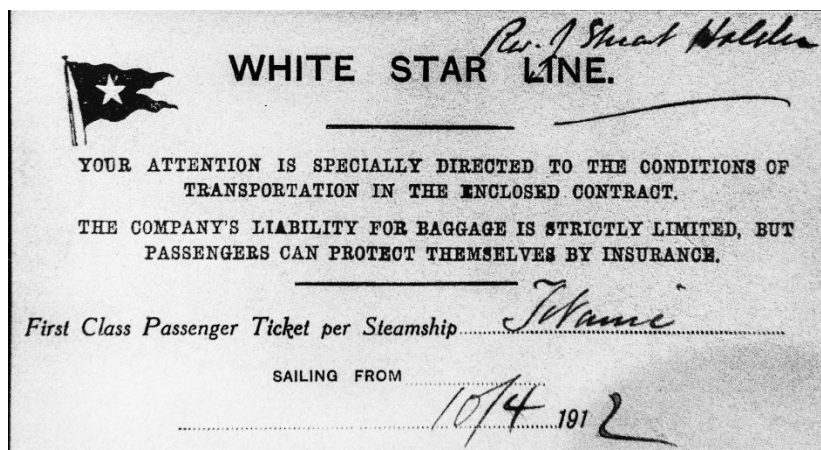 Rev. J Stuart Holden
WHITE STAR LINE.
YOUR ATTENTION IS SPECIALLY DIRECTED TO THE CONDITIONS OF
TRANSPORTATION IN THE ENCLOSED CONTRACT.
THE COMPANY'S LIABILITY FOR BAGGAGE IS STRICTLY LIMITED, BUT
PASSENGERS CAN PROTECT THEMSELVES BY INSURANCE.
First Class Passenger Ticket per Steamship Titanic
SAILING FROM
10/4 1912